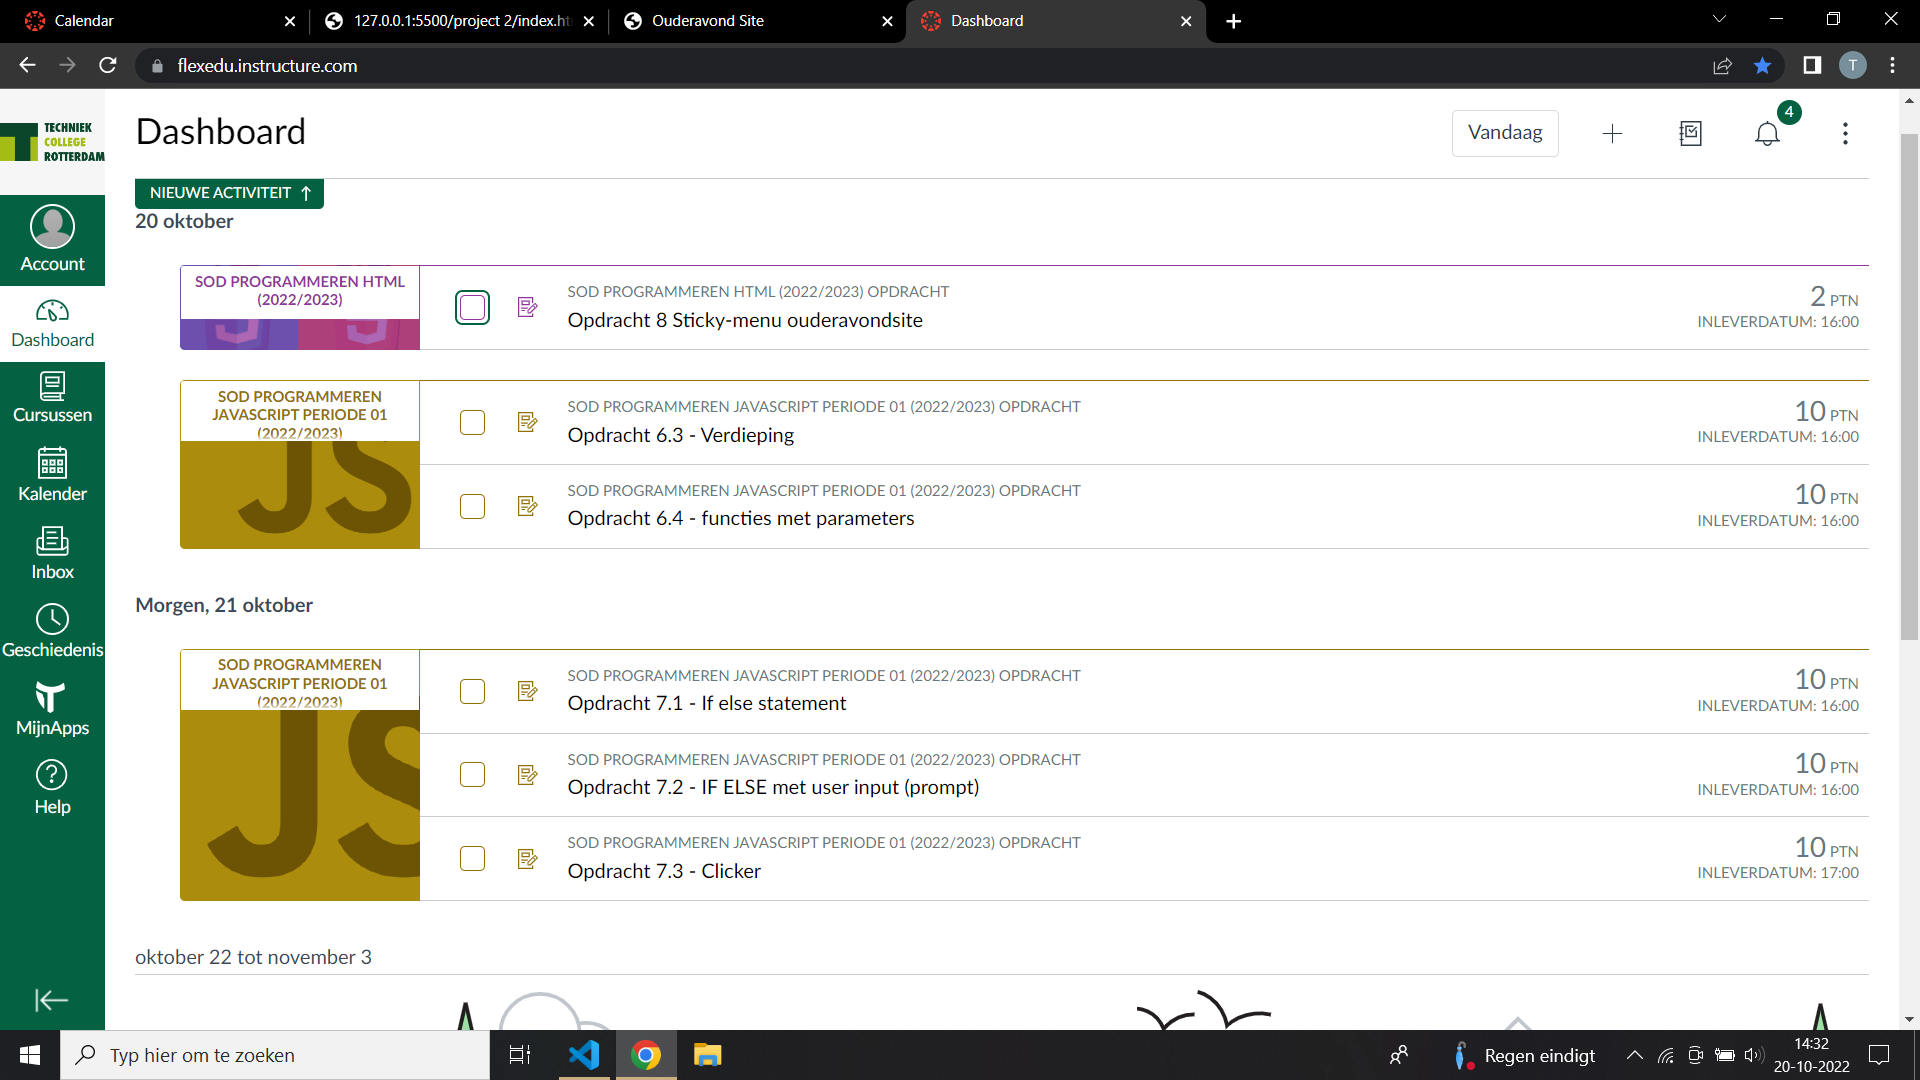 Calendar
127.0.0.1:5500/project 2/index.ht
Ouderavond Site
Dashboard
flexedu.instructure.com
T
TECHNIEK
COLLEGE
ROTTERDAM
Dashboard
Vandaag
4
NIEUWE ACTIVITEIT
20 oktober
Account
Dashboard
Cursussen
Kalender
Inbox
Geschiedenis
MijnApps
Help
SOD PROGRAMMEREN HTML
(2022/2023)
SOD PROGRAMMEREN HTML (2022/2023) OPDRACHT
Opdracht 8 Sticky-menu ouderavondsite
2 PTN
INLEVERDATUM: 16:00
SOD PROGRAMMEREN
JAVASCRIPT PERIODE 01
(2022/2023)
JS
SOD PROGRAMMEREN JAVASCRIPT PERIODE 01 (2022/2023) OPDRACHT
Opdracht 6.3 - Verdieping
10 PTN
INLEVERDATUM: 16:00
SOD PROGRAMMEREN JAVASCRIPT PERIODE 01 (2022/2023) OPDRACHT
Opdracht 6.4 - functies met parameters
10 PTN
INLEVERDATUM: 16:00
Morgen, 21 oktober
SOD PROGRAMMEREN
JAVASCRIPT PERIODE 01
(2022/2023)
JS
SOD PROGRAMMEREN JAVASCRIPT PERIODE 01 (2022/2023) OPDRACHT
Opdracht 7.1 - If else statement
10 PTN
INLEVERDATUM: 16:00
SOD PROGRAMMEREN JAVASCRIPT PERIODE 01 (2022/2023) OPDRACHT
Opdracht 7.2 - IF ELSE met user input (prompt)
10 PTN
INLEVERDATUM: 16:00
SOD PROGRAMMEREN JAVASCRIPT PERIODE 01 (2022/2023) OPDRACHT
Opdracht 7.3 - Clicker
10 PTN
INLEVERDATUM: 17:00
oktober 22 tot november 3
Typ hier om te zoeken
Regen eindigt
14:32
20-10-2022